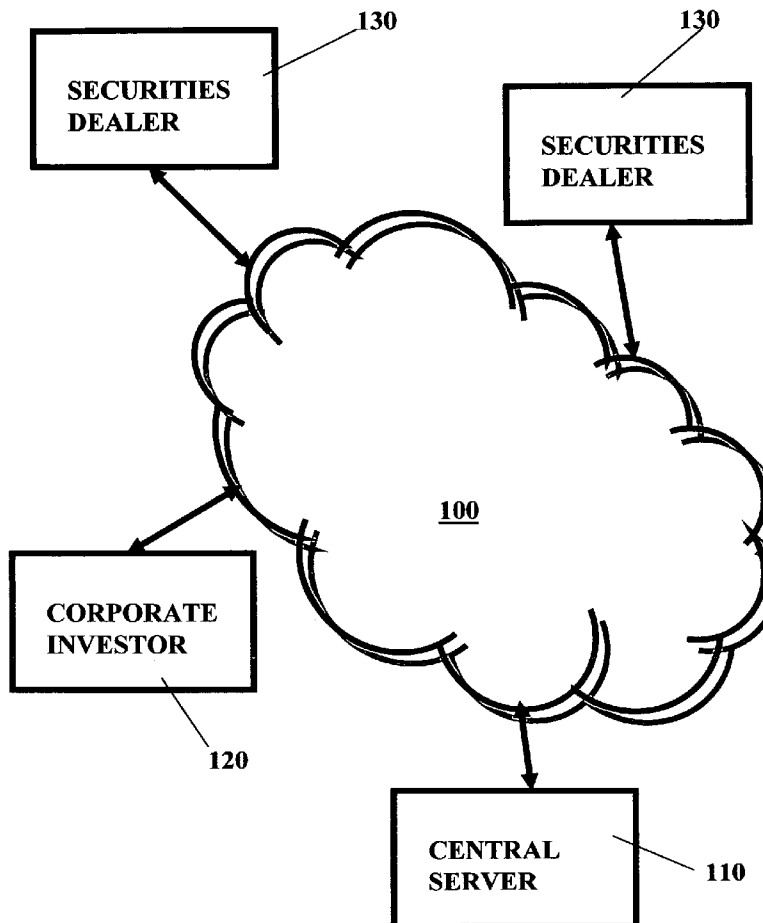 130
130
SECURITIES
DEALER
SECURITIES
DEALER
100
CORPORATE
INVESTOR
120
CENTRAL
SERVER
110